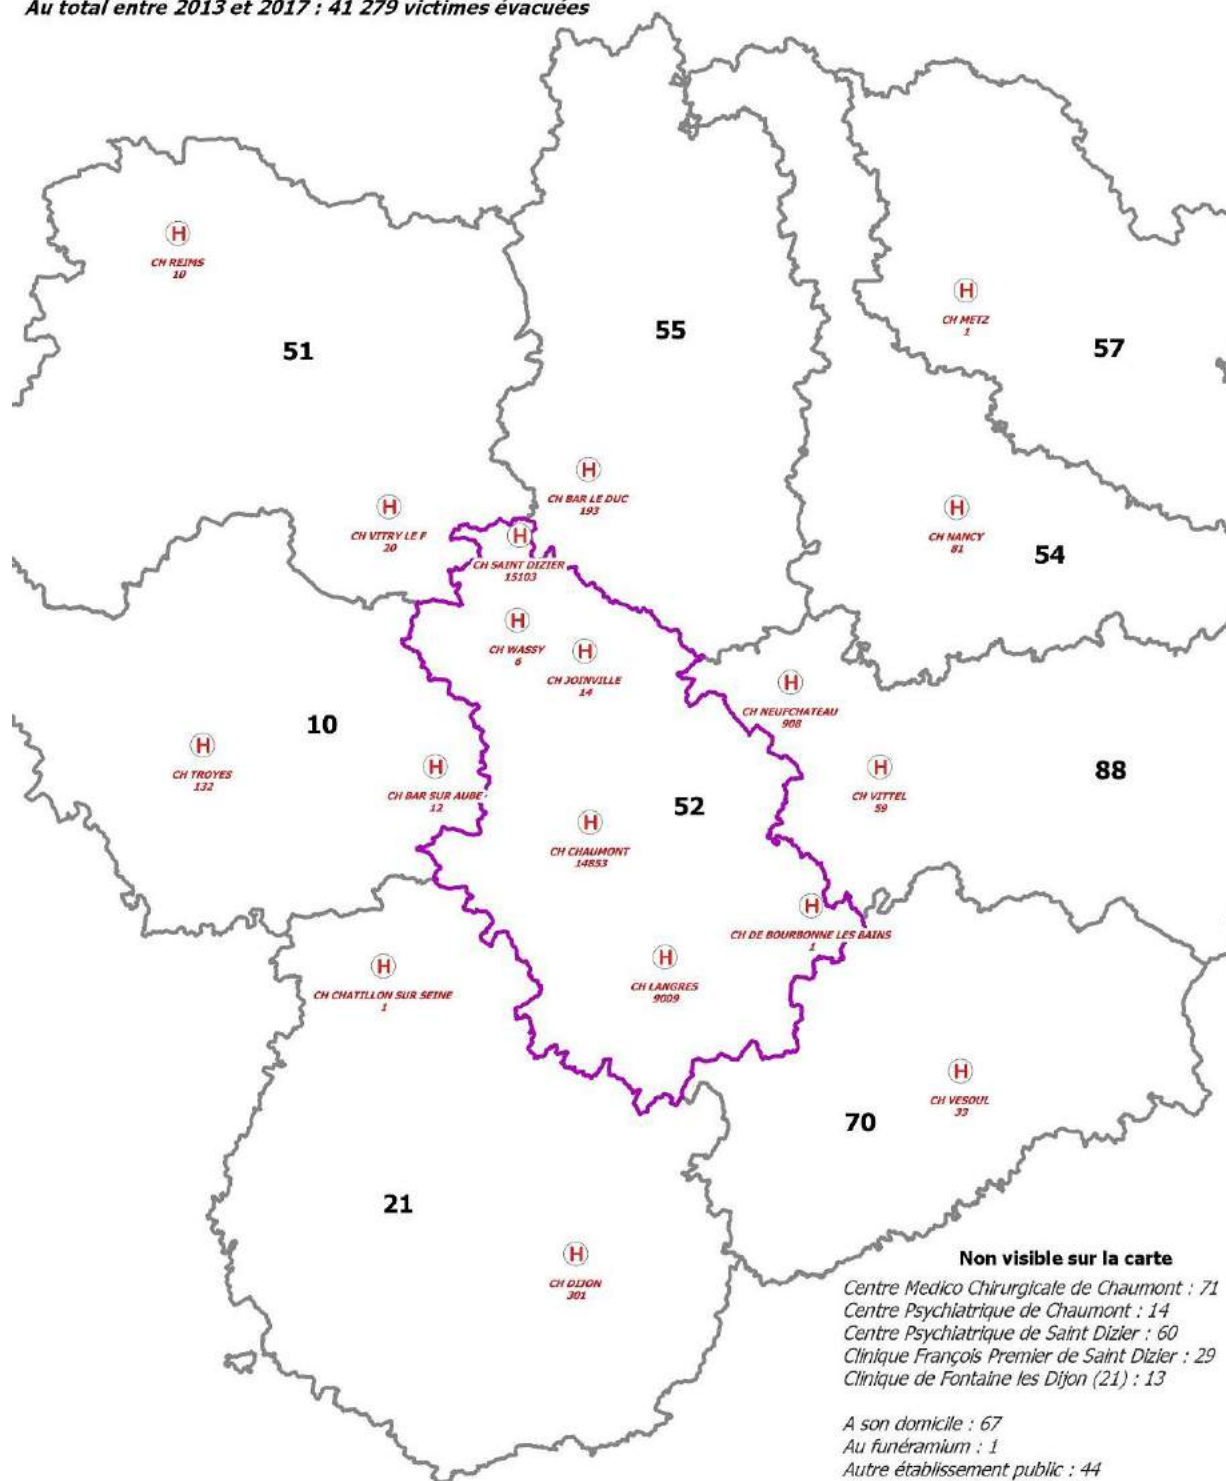 Au total entre 2013 et 2017 : 41 279 victimes évacuées
H
CH REIMS
10
H
CH METZ
1
55
57
51
H
CH BAR LE DUC
193
H
CH VITRY LE F
20
H
CH NANCY
81
54
H
CH SAINT DIZIER
15103
H
CH WASSY
6
H
CH JOINVILLE
14
H
CH NEUFCHATEAU
908
10
H
CH TROYES
132
H
CH BAR SUR AUBE
12
H
CH VITTEL
59
88
52
H
CH CHAUMONT
14853
H
CH DE BOURBONNE LES BAINS
1
H
CH CHATILLON SUR SEINE
1
H
CH LANGRES
9009
H
CH VESOUL
33
70
21
H
CH DIJON
301
Non visible sur la carte
Centre Medico Chirurgicale de Chaumont : 71
Centre Psychiatrique de Chaumont : 14
Centre Psychiatrique de Saint Dizier : 60
Clinique François Premier de Saint Dizier : 29
Clinique de Fontaine les Dijon (21) : 13
A son domicile : 67
Au funéramium : 1
Autre établissement public : 44